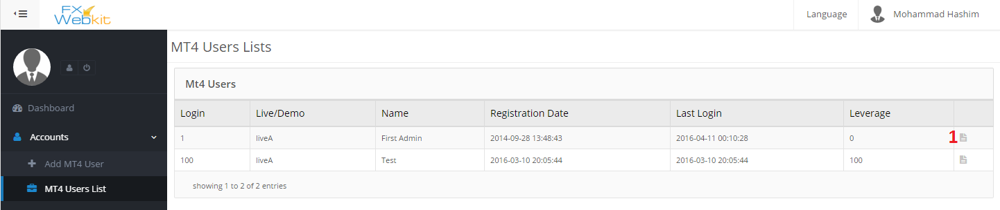 FX
Webkit
Language
Mohammad Hashim
MT4 Users Lists
Mt4 Users
Dashboard
Accounts
Add MT4 User
MT4 Users List
Login Live/Demo Name Registration Date Last Login Leverage
1 liveA First Admin 2014-09-28 13:48:43 2016-04-11 00:10:28 0 1
100 liveA Test 2016-03-10 20:05:44 2016-03-10 20:05:44 100
showing 1 to 2 of 2 entries